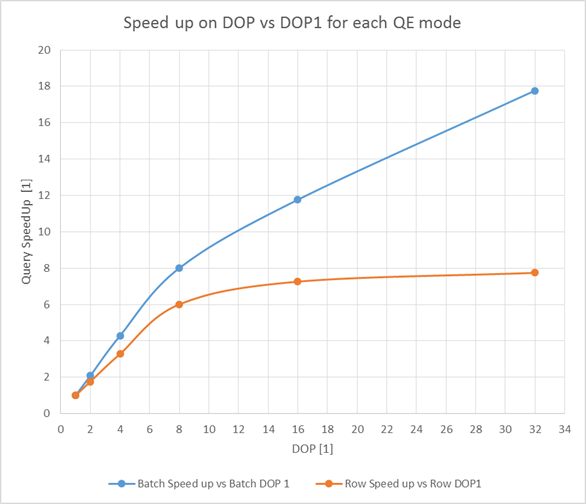 Speed up on DOP vs DOP1 for each QE mode
20
18
16
14
12
10
8
6
4
2
0
Query SpeedUp [1]
0 2 4 6 8 10 12 14 16 18 20 22 24 26 28 30 32 34
DOP [1]
Batch Speed up vs Batch DOP 1 Row Speed up vs Row DOP1